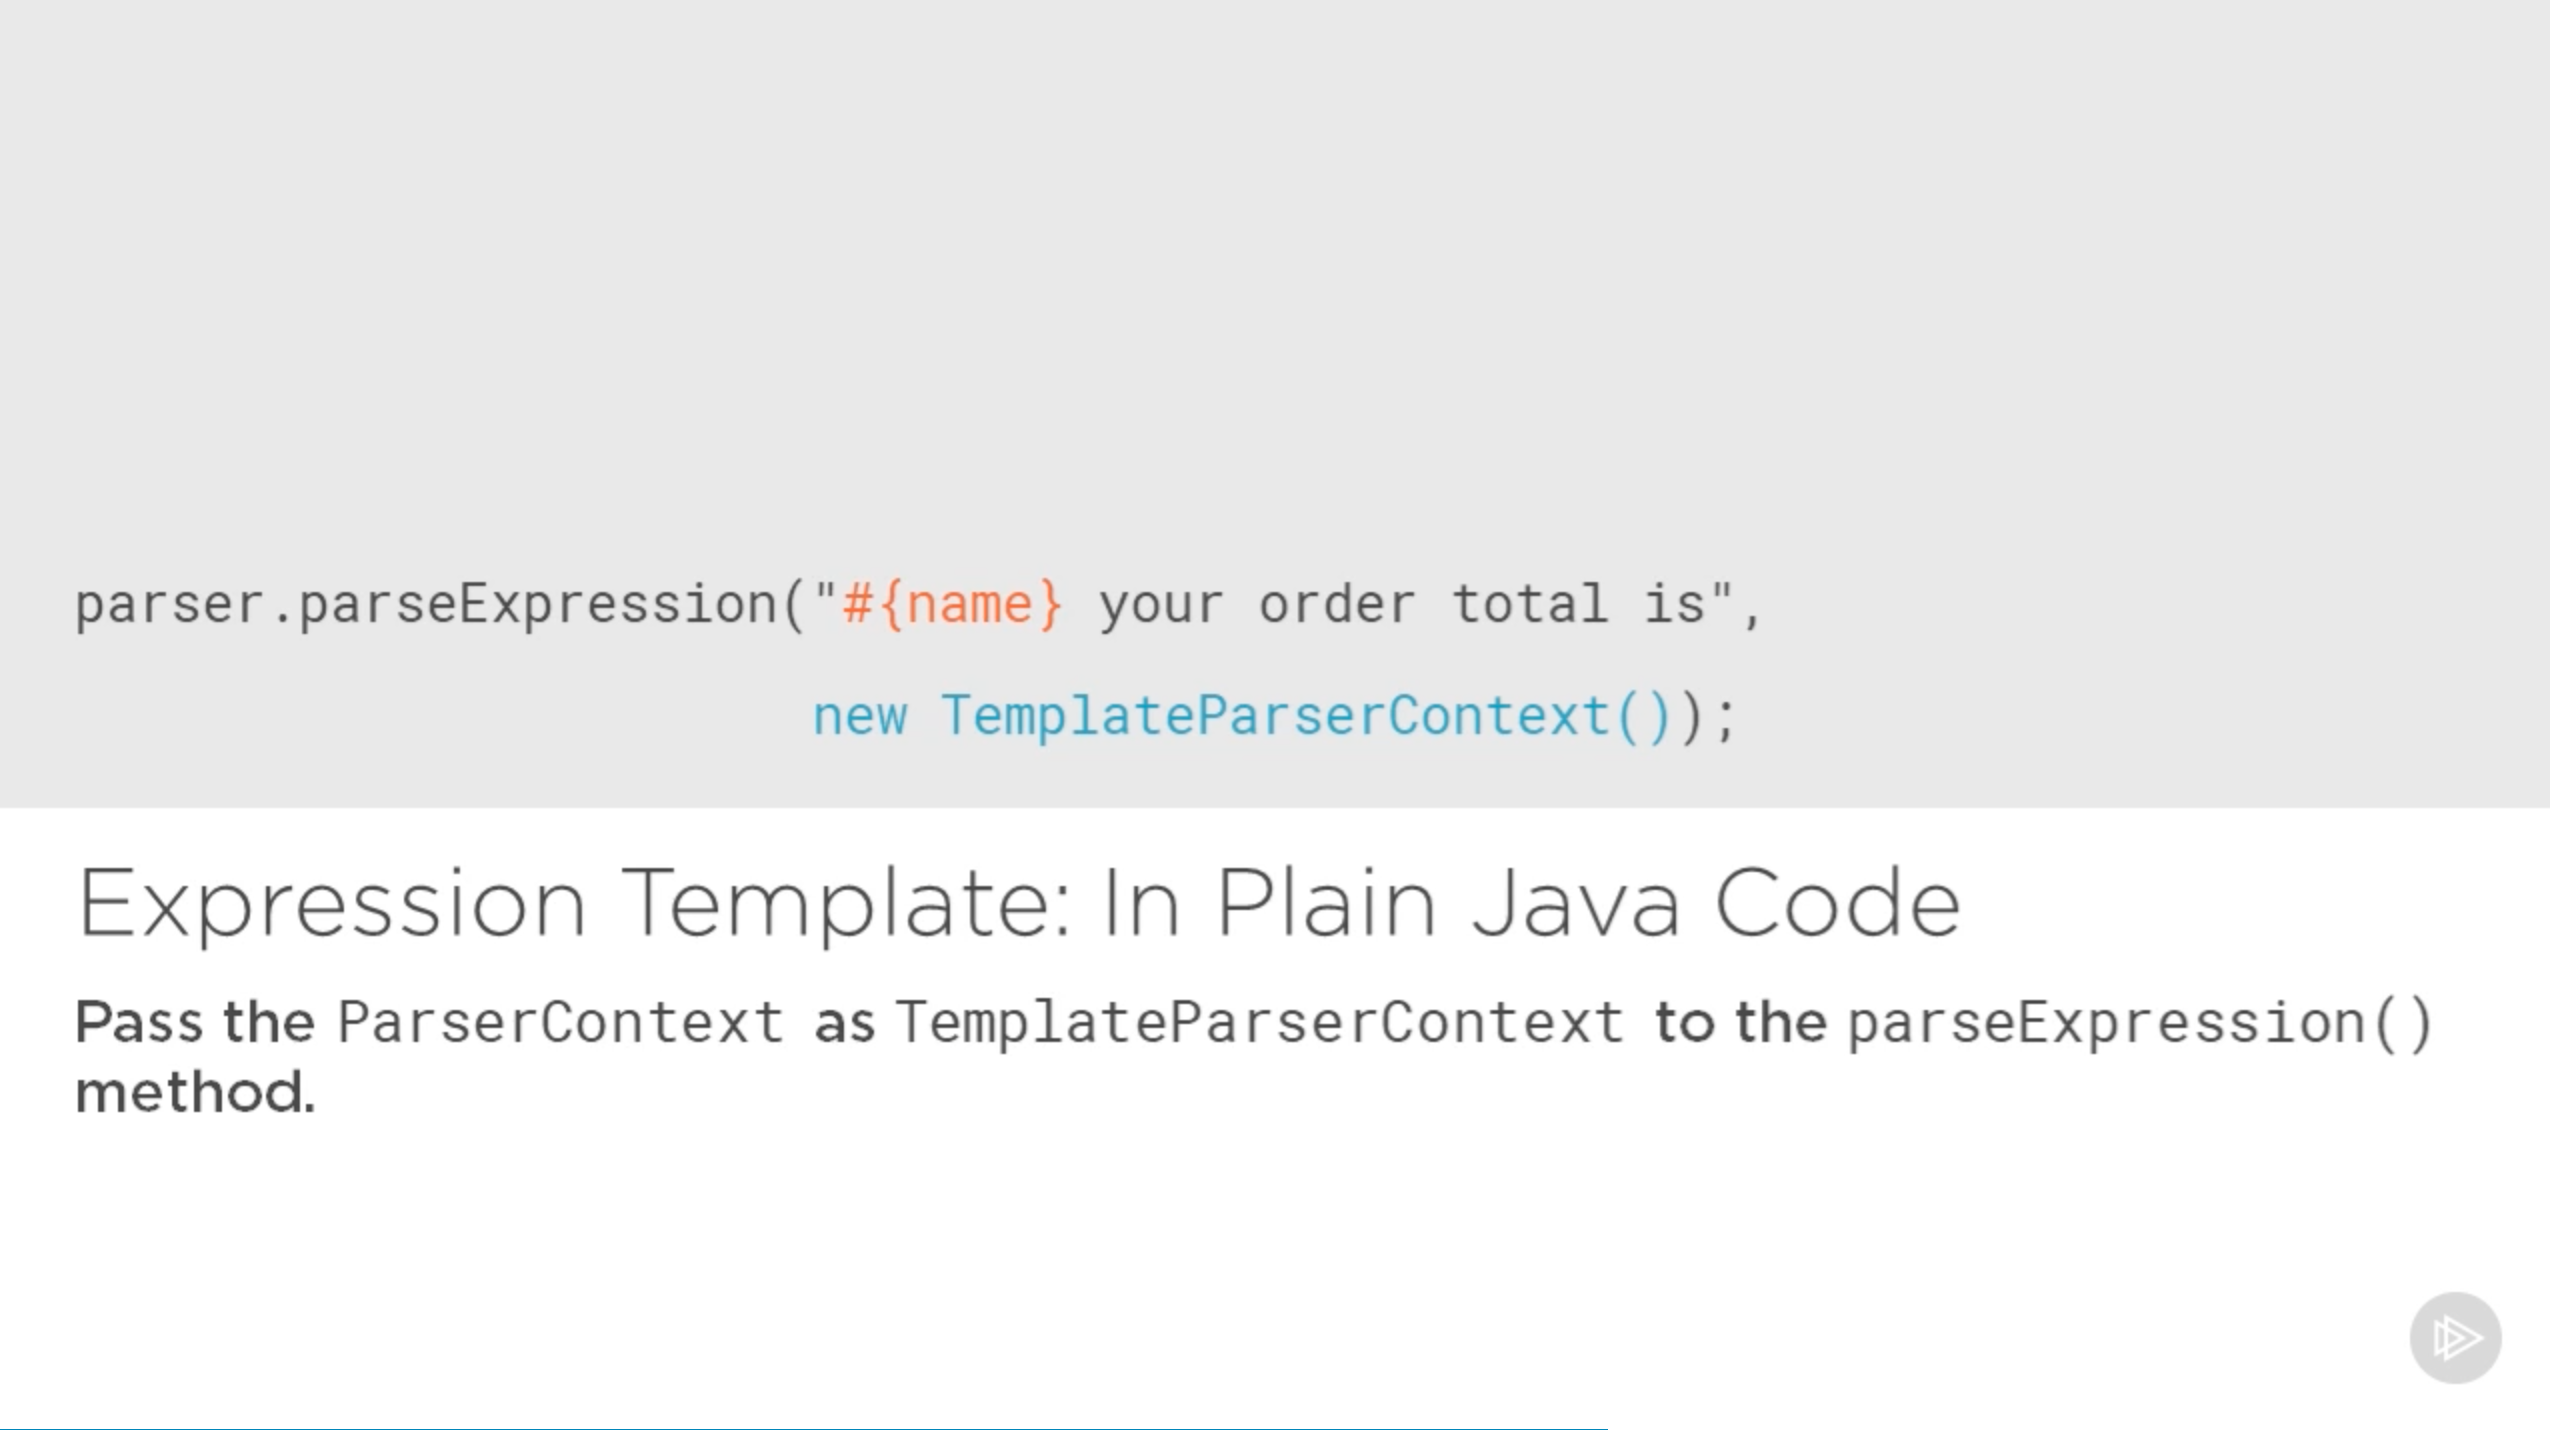 parser.parseExpression("#{name} your order total is",
new TemplateParserContext());
Expression Template: In Plain Java Code
Pass the ParserContext as TemplateParserContext to the parseExpression()
method.